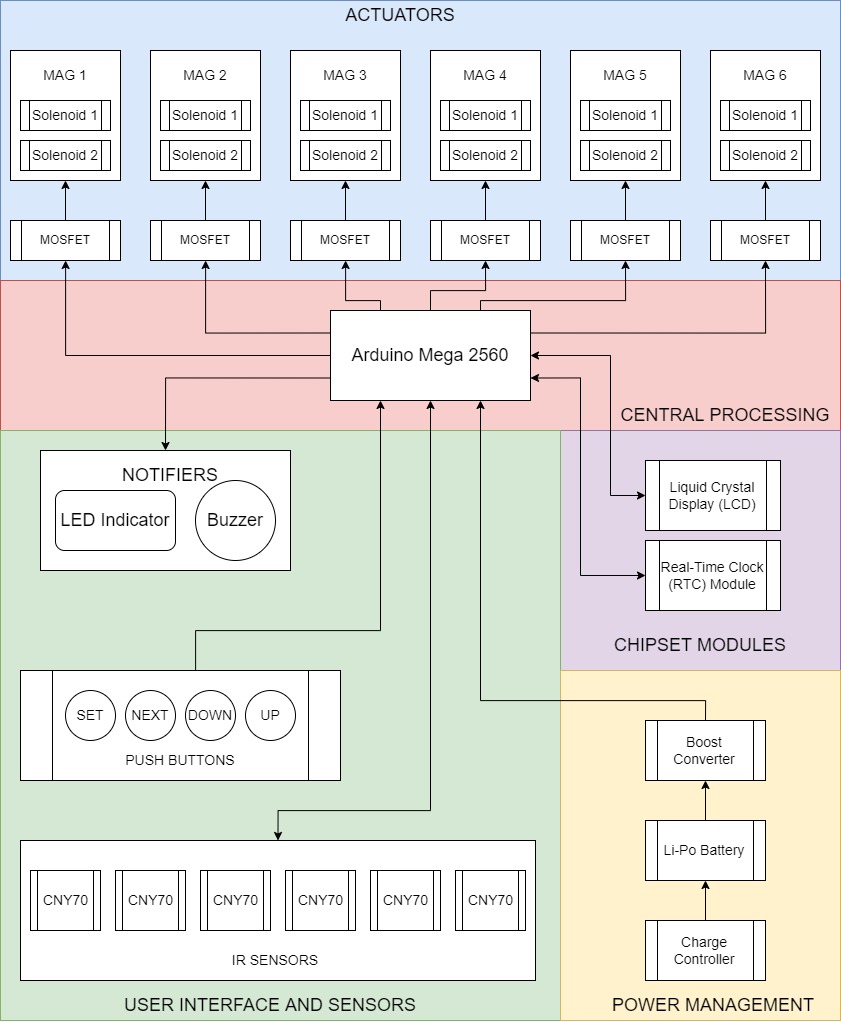 ACTUATORS
MAG 1
MAG 2
MAG 3
MAG 4
MAG 5
MAG 6
Solenoid 1
Solenoid 1
Solenoid 1
Solenoid 1
Solenoid 1
Solenoid 1
Solenoid 2
Solenoid 2
Solenoid 2
Solenoid 2
Solenoid 2
Solenoid 2
MOSFET
MOSFET
MOSFET
MOSFET
MOSFET
MOSFET
Arduino Mega 2560
CENTRAL PROCESSING
NOTIFIERS
LED Indicator
Buzzer
Liquid Crystal
Display (LCD)
Real-Time Clock
(RTC) Module
CHIPSET MODULES
SET
NEXT
DOWN
UP
PUSH BUTTONS
Boost
Converter
Li-Po Battery
Charge
Controller
POWER MANAGEMENT
CNY70
CNY70
CNY70
CNY70
CNY70
CNY70
IR SENSORS
USER INTERFACE AND SENSORS